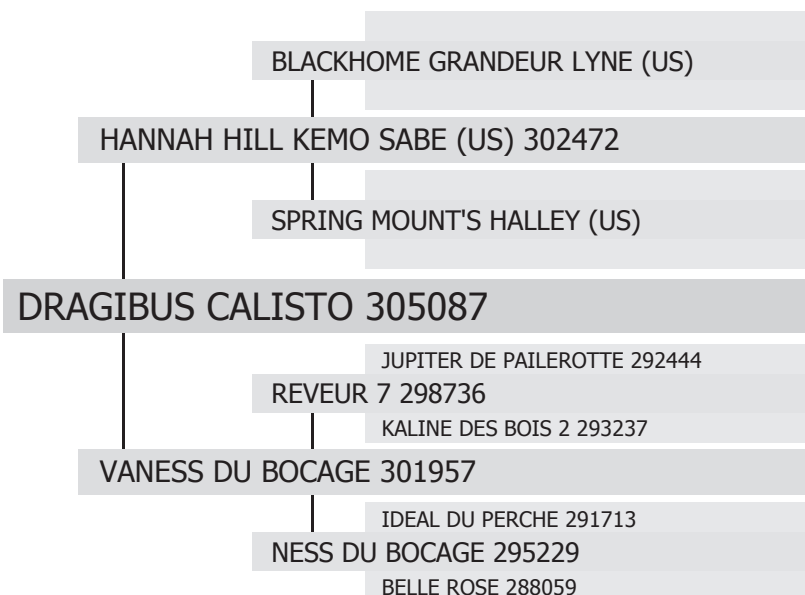 BLACKHOME GRANDEUR LYNE (US)
HANNAH HILL KEMO SABE (US) 302472
SPRING MOUNT'S HALLEY (US)
DRAGIBUS CALISTO 305087
JUPITER DE PAILEROTTE 292444
REVEUR 7 298736
KALINE DES BOIS 2 293237
VANESS DU BOCAGE 301957
IDEAL DU PERCHE 291713
NESS DU BOCAGE 295229
BELLE ROSE 288059